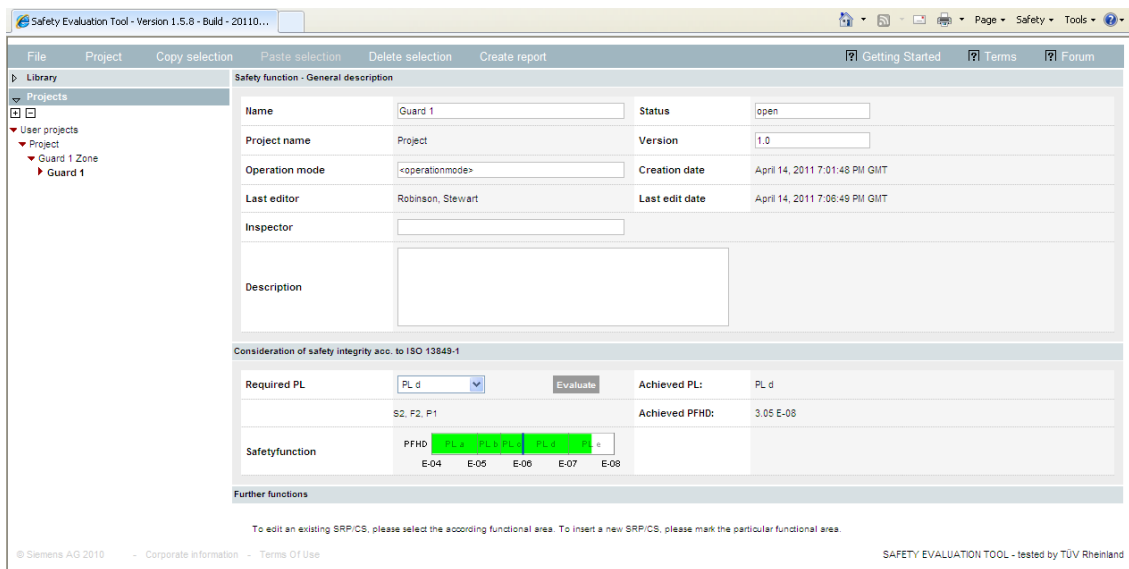 Safety Evaluation Tool - Version 1.5.8 - Build - 20110...
Page Safety Tools
File Project Copy selection Paste selection Delete selection Create report Getting Started Terms Forum
Library
Projects
User projects
Project
Guard 1 Zone
Guard 1
Safety function - General description
Name Guard 1 Status open
Project name Project Version 1.0
Operation mode <operationmode> Creation date April 14, 2011 7:01:48 PM GMT
Last editor Robinson, Stewart Last edit date April 14, 2011 7:06:49 PM GMT
Inspector
Description
Consideration of safety integrity acc. to ISO 13849-1
Required PL PL d Evaluate Achieved PL: PL d
S2, F2, P1 Achieved PFHD: 3.05 E-08
Safetyfunction PFHD PL a PL b PL c PL d PL e
E-04 E-05 E-06 E-07 E-08
Further functions
To edit an existing SRP/CS, please select the according functional area. To insert a new SRP/CS, please mark the particular functional area.
© Siemens AG 2010 - Corporate information - Terms Of Use SAFETY EVALUATION TOOL - tested by TÜV Rheinland